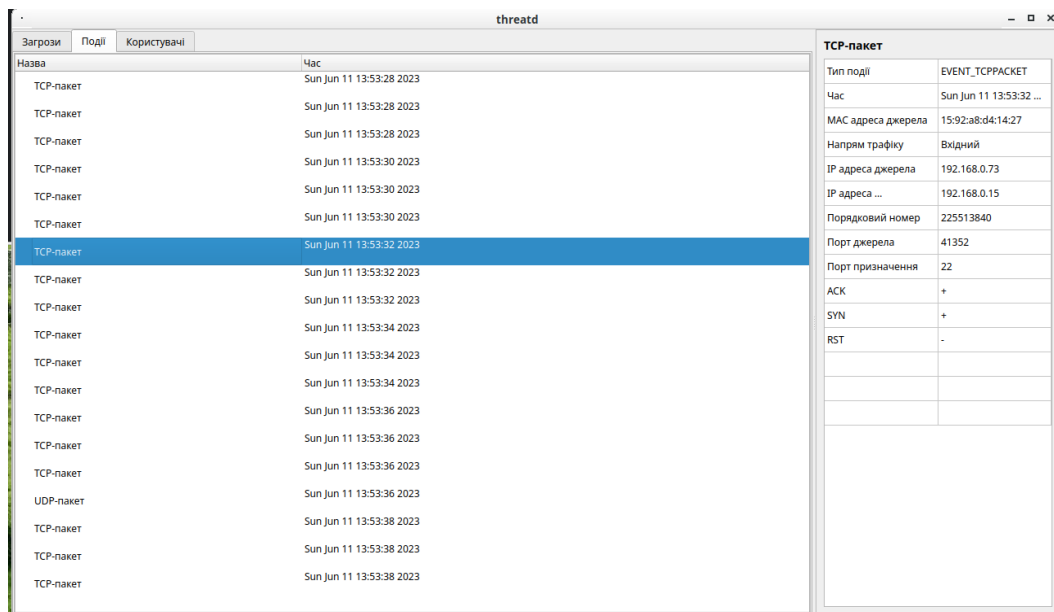 threatd
Загрози Події Користувачі
Назва Час
TCP-пакет Sun Jun 11 13:53:28 2023
TCP-пакет Sun Jun 11 13:53:28 2023
TCP-пакет Sun Jun 11 13:53:28 2023
TCP-пакет Sun Jun 11 13:53:30 2023
TCP-пакет Sun Jun 11 13:53:30 2023
TCP-пакет Sun Jun 11 13:53:30 2023
TCP-пакет Sun Jun 11 13:53:32 2023
TCP-пакет Sun Jun 11 13:53:32 2023
TCP-пакет Sun Jun 11 13:53:32 2023
TCP-пакет Sun Jun 11 13:53:34 2023
TCP-пакет Sun Jun 11 13:53:34 2023
TCP-пакет Sun Jun 11 13:53:34 2023
TCP-пакет Sun Jun 11 13:53:36 2023
TCP-пакет Sun Jun 11 13:53:36 2023
TCP-пакет Sun Jun 11 13:53:36 2023
UDP-пакет Sun Jun 11 13:53:36 2023
TCP-пакет Sun Jun 11 13:53:38 2023
TCP-пакет Sun Jun 11 13:53:38 2023
TCP-пакет Sun Jun 11 13:53:38 2023
TCP-пакет
Тип події EVENT_TCPPACKET
Час Sun Jun 11 13:53:32 ...
MAC адреса джерела 15:92:a8:d4:14:27
Напрям трафіку Вхідний
IP адреса джерела 192.168.0.73
IP адреса ... 192.168.0.15
Порядковий номер 225513840
Порт джерела 41352
Порт призначення 22
ACK +
SYN +
RST -